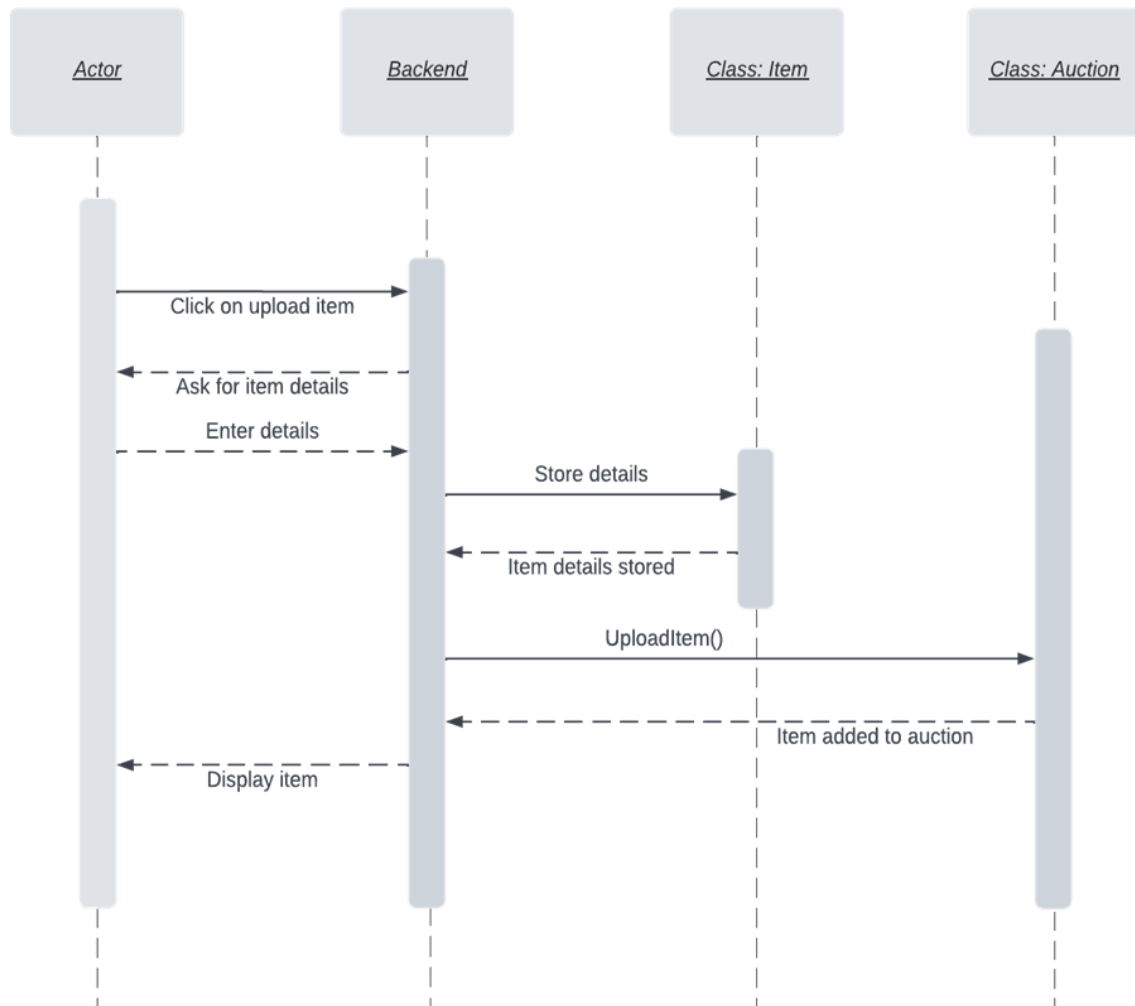 Actor
Backend
Class: Item
Class: Auction
Click on upload item
Ask for item details
Enter details
Store details
Item details stored
UploadItem()
Item added to auction
Display item